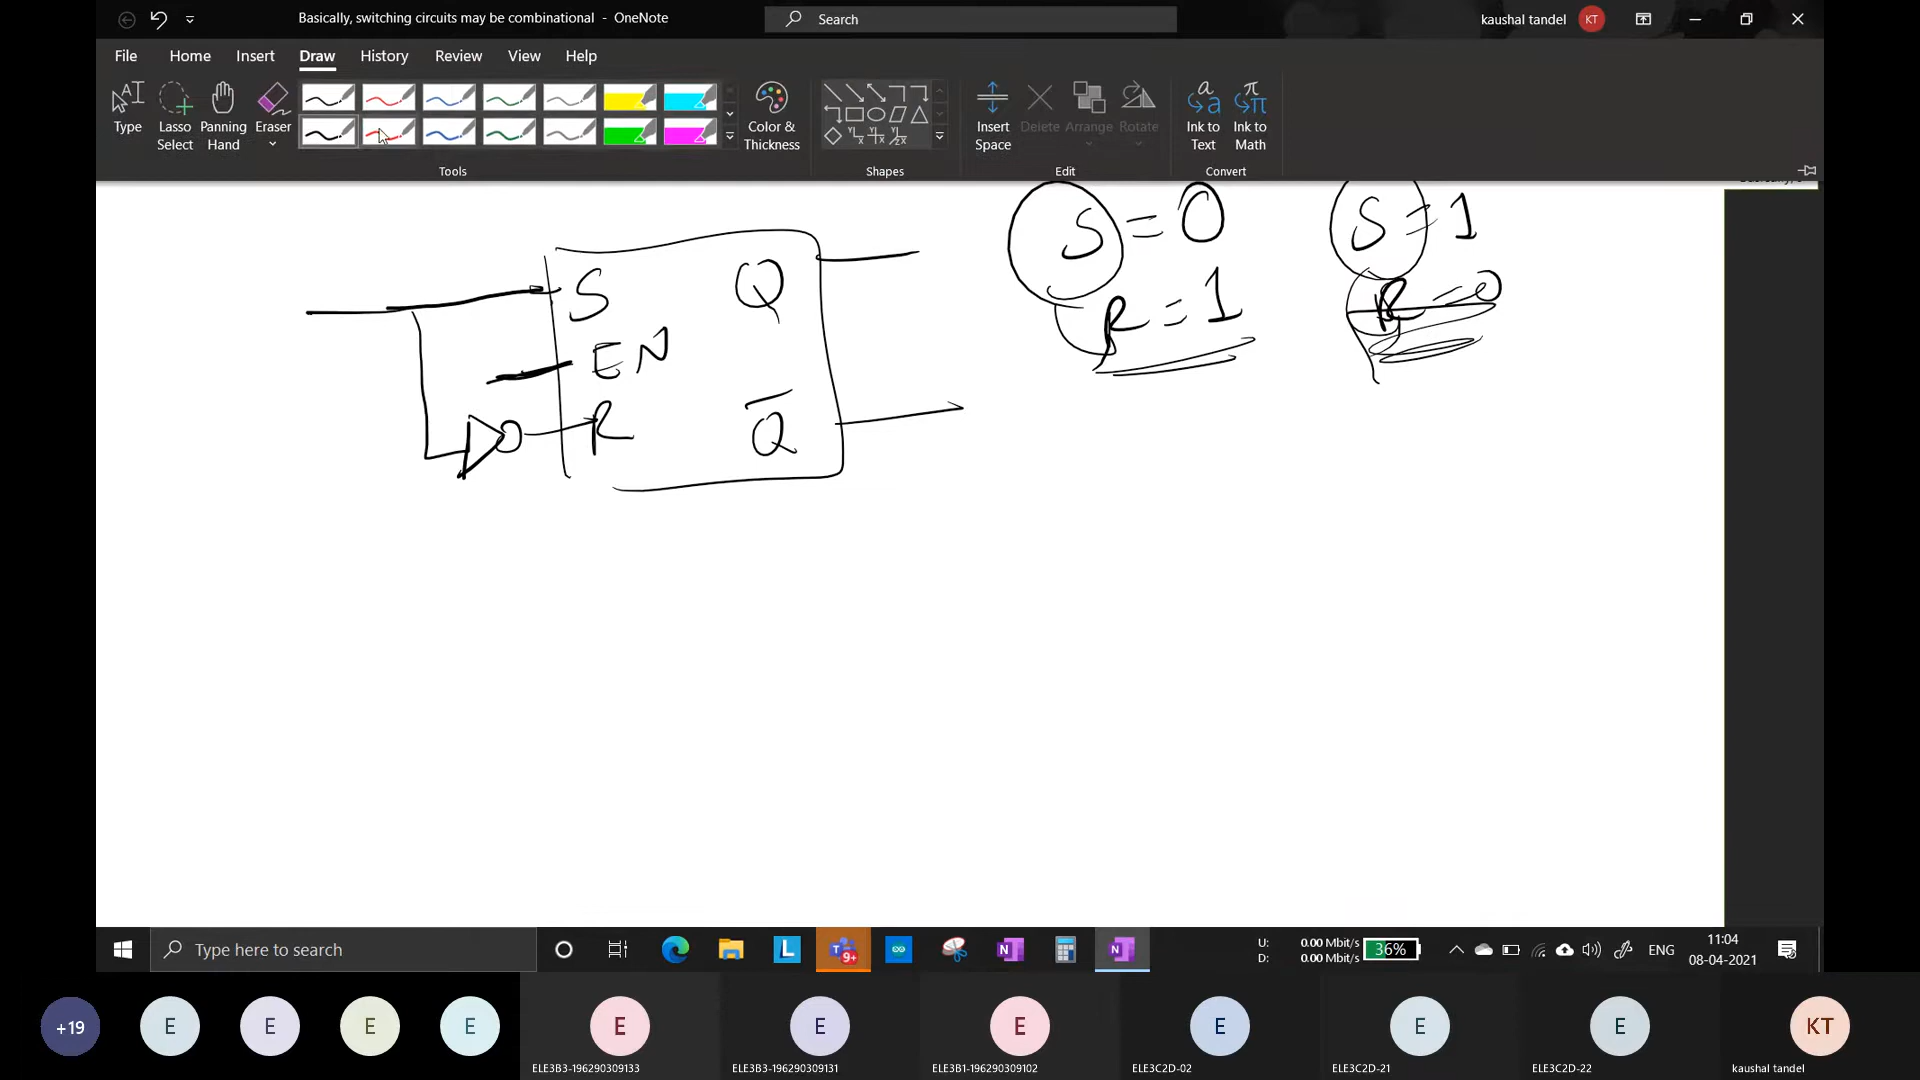 Basically, switching circuits may be combinational - OneNote
Search
kaushal tandel
KT
File Home Insert Draw History Review View Help
Type
Lasso Select
Panning Hand
Eraser
Color & Thickness
Insert Space
Delete
Arrange
Rotate
Ink to Text
Ink to Math
Tools
Shapes
Edit
Convert
S = 0
R = 1
S = 1
R = 0
S Q
EN
R Q̅
Type here to search
U: 0.00 Mbit/s
D: 0.00 Mbit/s
36%
ENG
11:04
08-04-2021
+19 E E E E E E E E E E KT
ELE3B3-196290309133
ELE3B3-196290309131
ELE3B1-196290309102
ELE3C2D-02
ELE3C2D-21
ELE3C2D-22
kaushal tandel